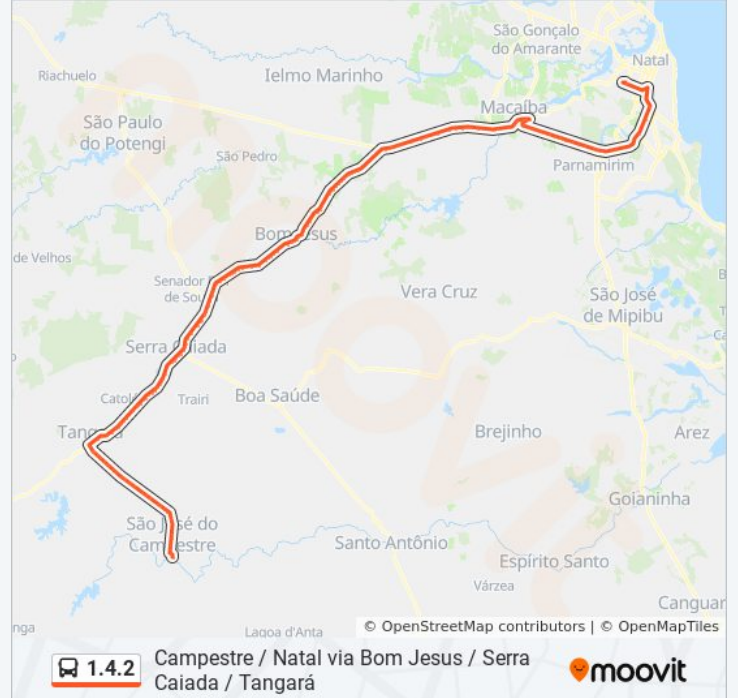 São Gonçalo
do Amarante
Natal
Riachuelo
Ielmo Marinho
Macaíba
São Paulo
do Potengi
São Pedro
Parnamirim
Bom Jesus
de Velhos
Senador
de Sou
Vera Cruz
São José
de Mipibu
Serra Caiada
Trairi
Boa Saúde
Brejinho
Arez
Goianinha
São José do
Campestre
Santo Antônio
Espírito Santo
Várzea
Canguar
nga
Lagoa d'Anta
© OpenStreetMap contributors | © OpenMapTiles
1.4.2
Campestre / Natal via Bom Jesus / Serra
Caiada / Tangará
moovit